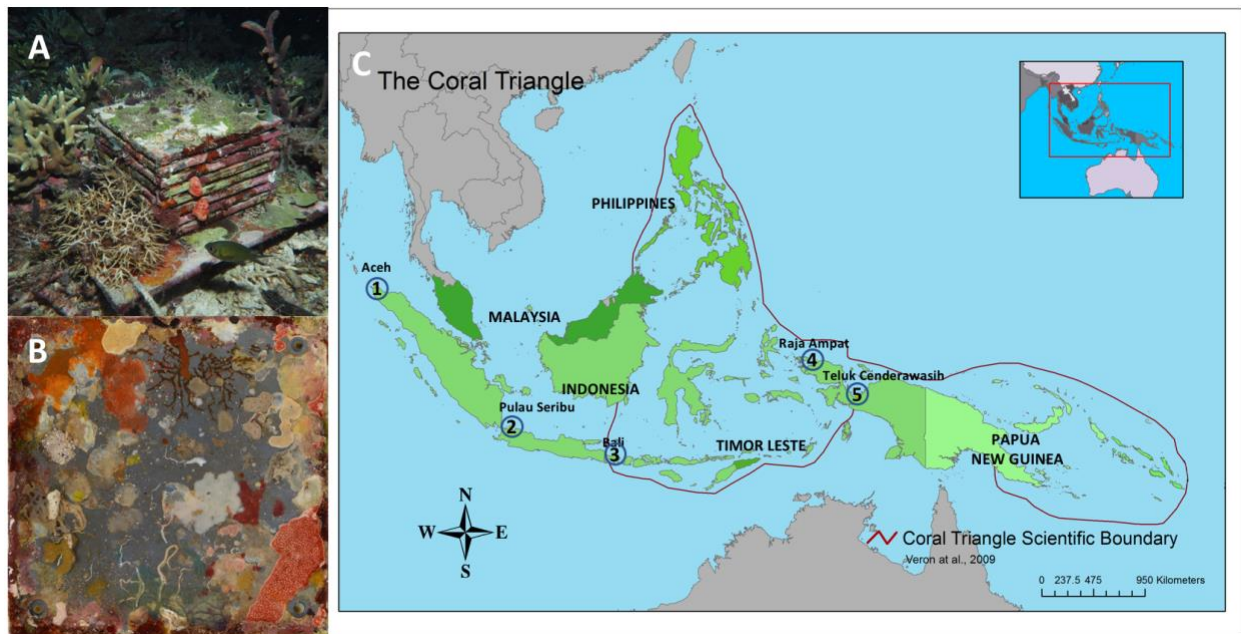 A
B
C
The Coral Triangle
PHILIPPINES
Aceh
1
MALAYSIA
Raja Ampat
4
Teluk Cenderawasih
5
INDONESIA
Pulau Seribu
2
Bali
3
TIMOR LESTE
PAPUA
NEW GUINEA
N
W
E
S
Coral Triangle Scientific Boundary
Veron at al., 2009
0 237.5 475 950 Kilometers